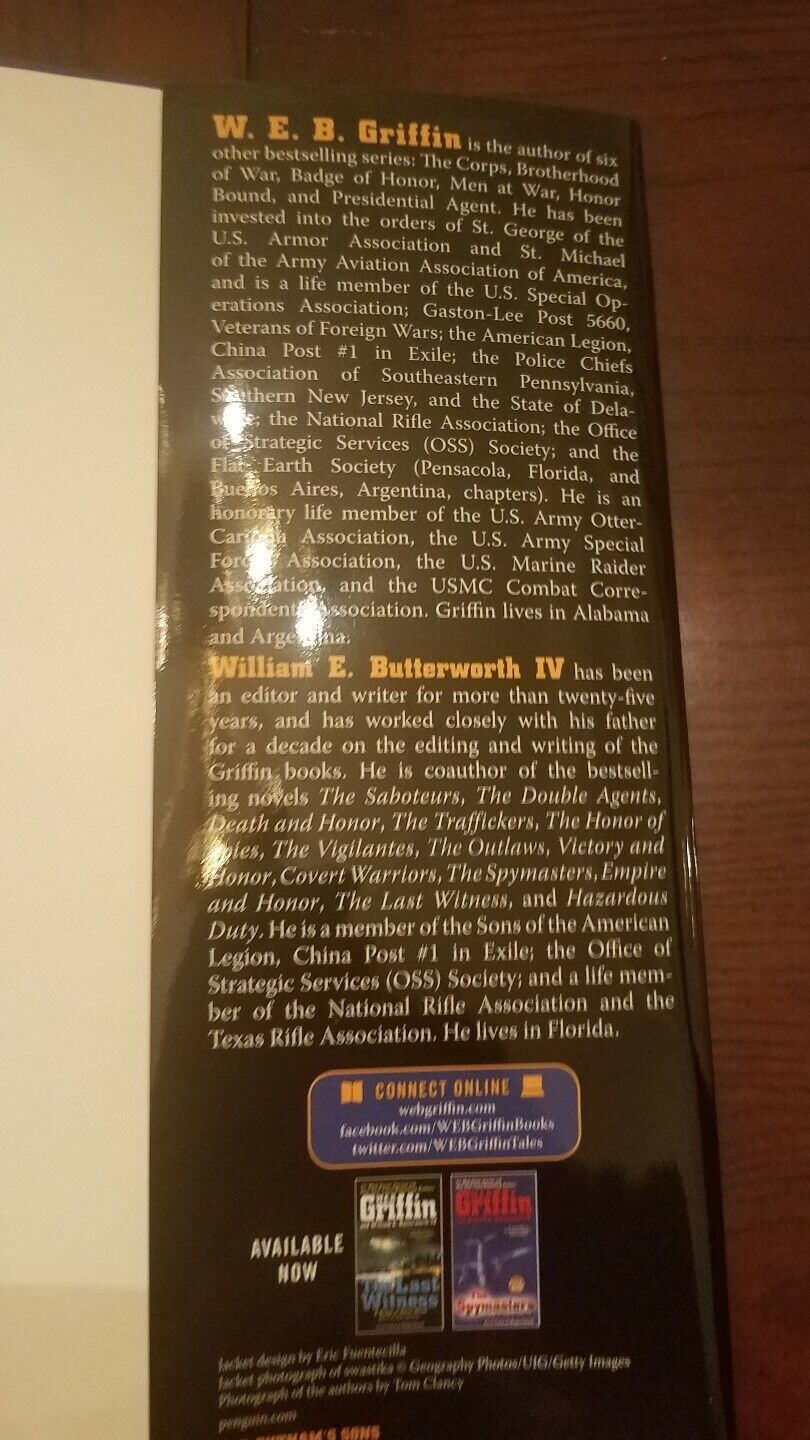 W. E. B. Griffin is the author of six
other bestselling series: The Corps, Brotherhood
of War, Badge of Honor, Men at War, Honor
Bound, and Presidential Agent. He has been
invested into the orders of St. George of the
U.S. Armor Association and St. Michael
of the Army Aviation Association of America,
and is a life member of the U.S. Special Op-
erations Association; Gaston-Lee Post 5660,
Veterans of Foreign Wars; the American Legion,
China Post #1 in Exile; the Police Chiefs
Association of Southeastern Pennsylvania,
Southern New Jersey, and the State of Dela-
ware; the National Rifle Association; the Office
of Strategic Services (OSS) Society; and the
Flat Earth Society (Pensacola, Florida, and
Buenos Aires, Argentina, chapters). He is an
honorary life member of the U.S. Army Otter-
Caribou Association, the U.S. Army Special
Forces Association, the U.S. Marine Raider
Association, and the USMC Combat Corre-
spondents Association. Griffin lives in Alabama
and Argentina.
William E. Butterworth IV has been
an editor and writer for more than twenty-five
years, and has worked closely with his father
for a decade on the editing and writing of the
Griffin books. He is coauthor of the bestsell-
ing novels The Saboteurs, The Double Agents,
Death and Honor, The Traffickers, The Honor of
Spies, The Vigilantes, The Outlaws, Victory and
Honor, Covert Warriors, The Spymasters, Empire
and Honor, The Last Witness, and Hazardous
Duty. He is a member of the Sons of the American
Legion, China Post #1 in Exile; the Office of
Strategic Services (OSS) Society; and a life mem-
ber of the National Rifle Association and the
Texas Rifle Association. He lives in Florida.
CONNECT ONLINE
webgriffin.com
facebook.com/WEBGriffinBooks
twitter.com/WEBGriffinTales
AVAILABLE
NOW
Griffin
The Last
Witness
Griffin
The
Spymasters
Jacket design by Eric Fuentecilla
Jacket photograph of swastika © Geography Photos/UIG/Getty Images
Photograph of the authors by Tom Clancy
penguin.com
PUTNAM'S SONS